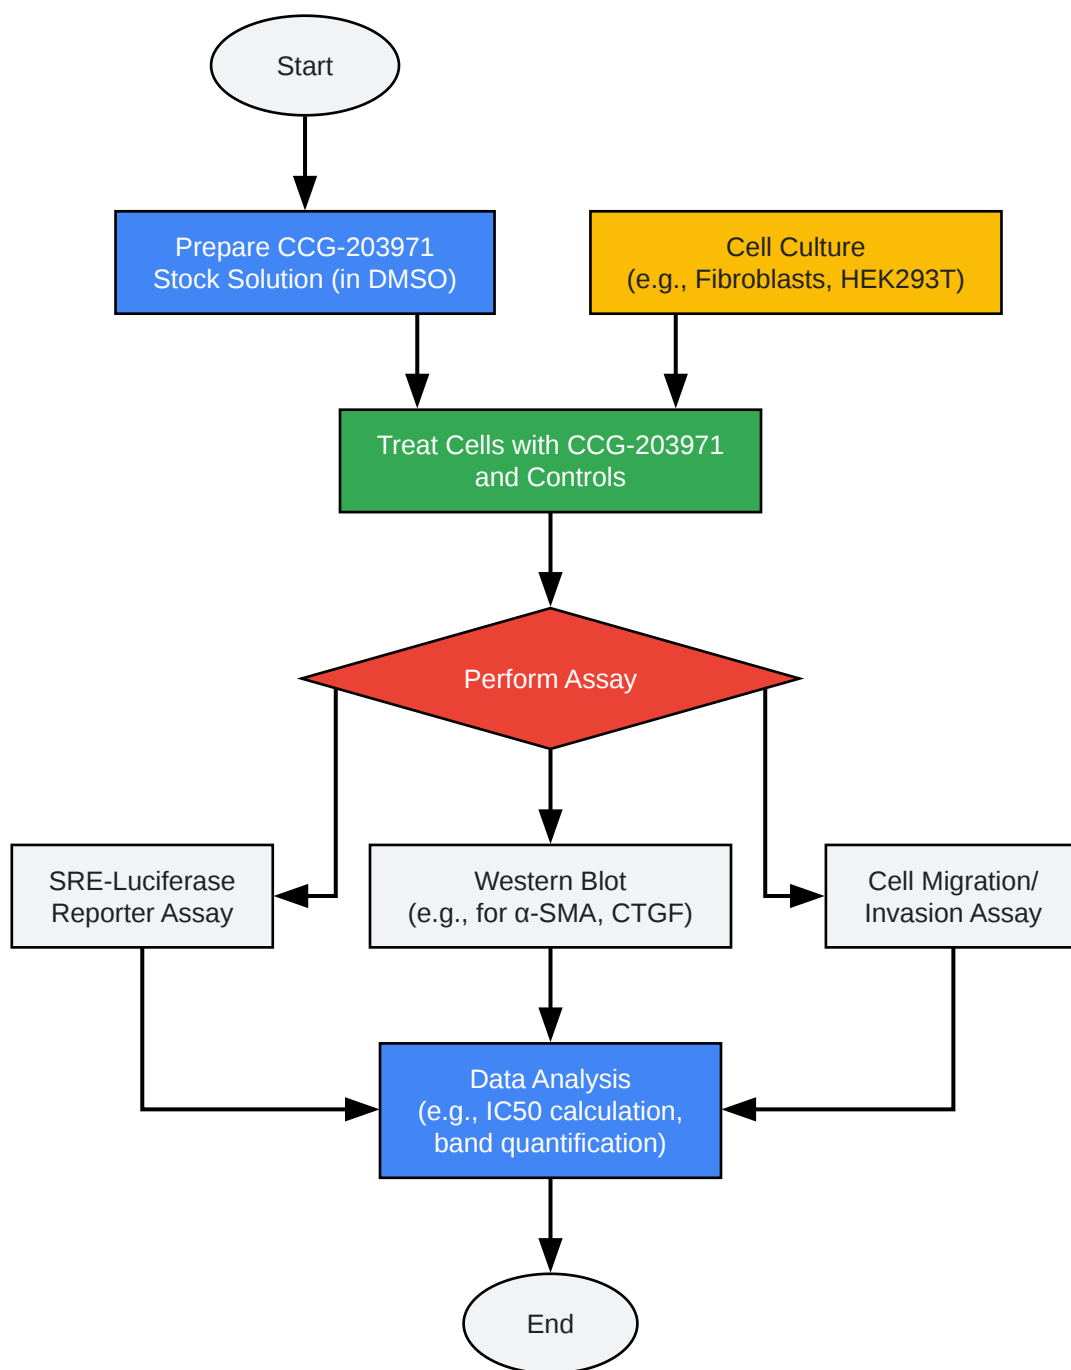 Start
Prepare CCG-203971
Stock Solution (in DMSO)
Cell Culture
(e.g., Fibroblasts, HEK293T)
Treat Cells with CCG-203971
and Controls
Perform Assay
SRE-Luciferase
Reporter Assay
Western Blot
(e.g., for α-SMA, CTGF)
Cell Migration/
Invasion Assay
Data Analysis
(e.g., IC50 calculation,
band quantification)
End